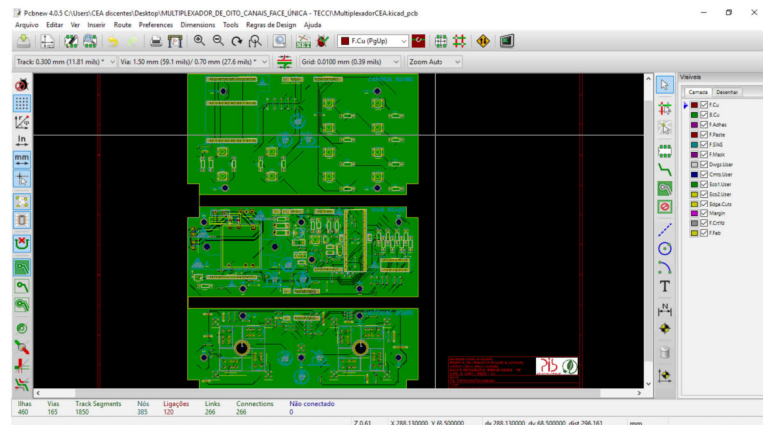 Pcbnew 4.0.5 C:\Users\CEA discentes\Desktop\MULTIPLEXADOR_DE_OITO_CANAIS_FACE_ÚNICA - TECCI\MultiplexadorCEA.kicad_pcb
Arquivo Editar Ver Inserir Route Preferences Dimensions Tools Regras de Design Ajuda
F.Cu (PgUp)
Track: 0.300 mm (11.81 mils) * Via: 1.50 mm (59.1 mils)/ 0.70 mm (27.6 mils) * Grid: 0.0100 mm (0.39 mils) Zoom Auto
Visíveis
Camada Desenhar
F.Cu
B.Cu
F.Adhes
F.Paste
F.SilkS
F.Mask
Dwgs.User
Cmts.User
Eco1.User
Eco2.User
Edge.Cuts
Margin
F.CrtYd
F.Fab
in
mm
T
N
Ilhas Vias Track Segments Nós Ligações Links Connections Não conectado
460 165 1850 385 120 266 266 0
Z 0.61 X 288.130000 Y 68.500000 dx 288.130000 dy 68.500000 dist 296.161 mm